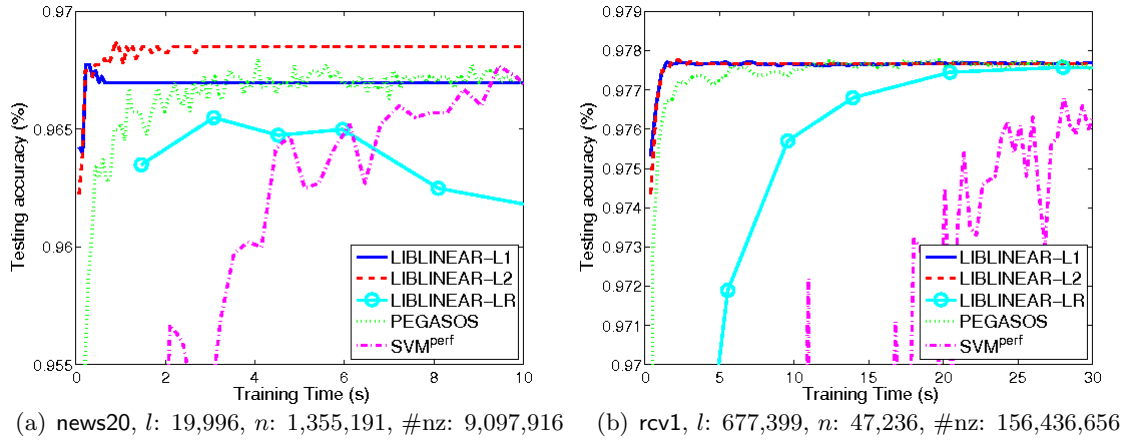 0.97
0.965
0.96
0.955
Testing accuracy (%)
0 2 4 6 8 10
Training Time (s)
LIBLINEAR-L1
LIBLINEAR-L2
LIBLINEAR-LR
PEGASOS
SVMperf
(a) news20, l: 19,996, n: 1,355,191, #nz: 9,097,916
0.979
0.978
0.977
0.976
0.975
0.974
0.973
0.972
0.971
0.97
Testing accuracy (%)
0 5 10 15 20 25 30
Training Time (s)
LIBLINEAR-L1
LIBLINEAR-L2
LIBLINEAR-LR
PEGASOS
SVMperf
(b) rcv1, l: 677,399, n: 47,236, #nz: 156,436,656